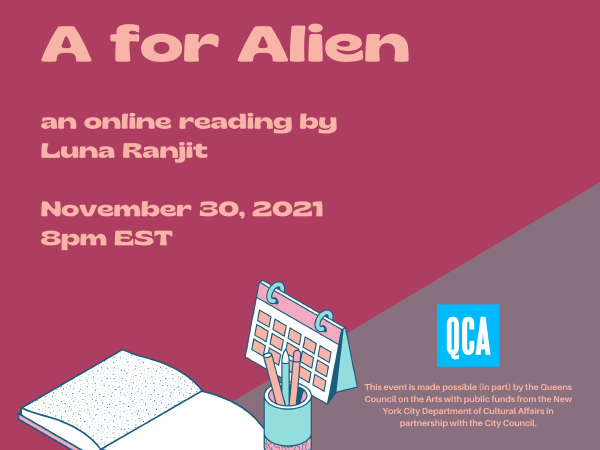 A for Alien
an online reading by
Luna Ranjit
November 30, 2021
8pm EST
QCA
This event is made possible (in part) by the Queens
Council on the Arts with public funds from the New
York City Department of Cultural Affairs in
partnership with the City Council.